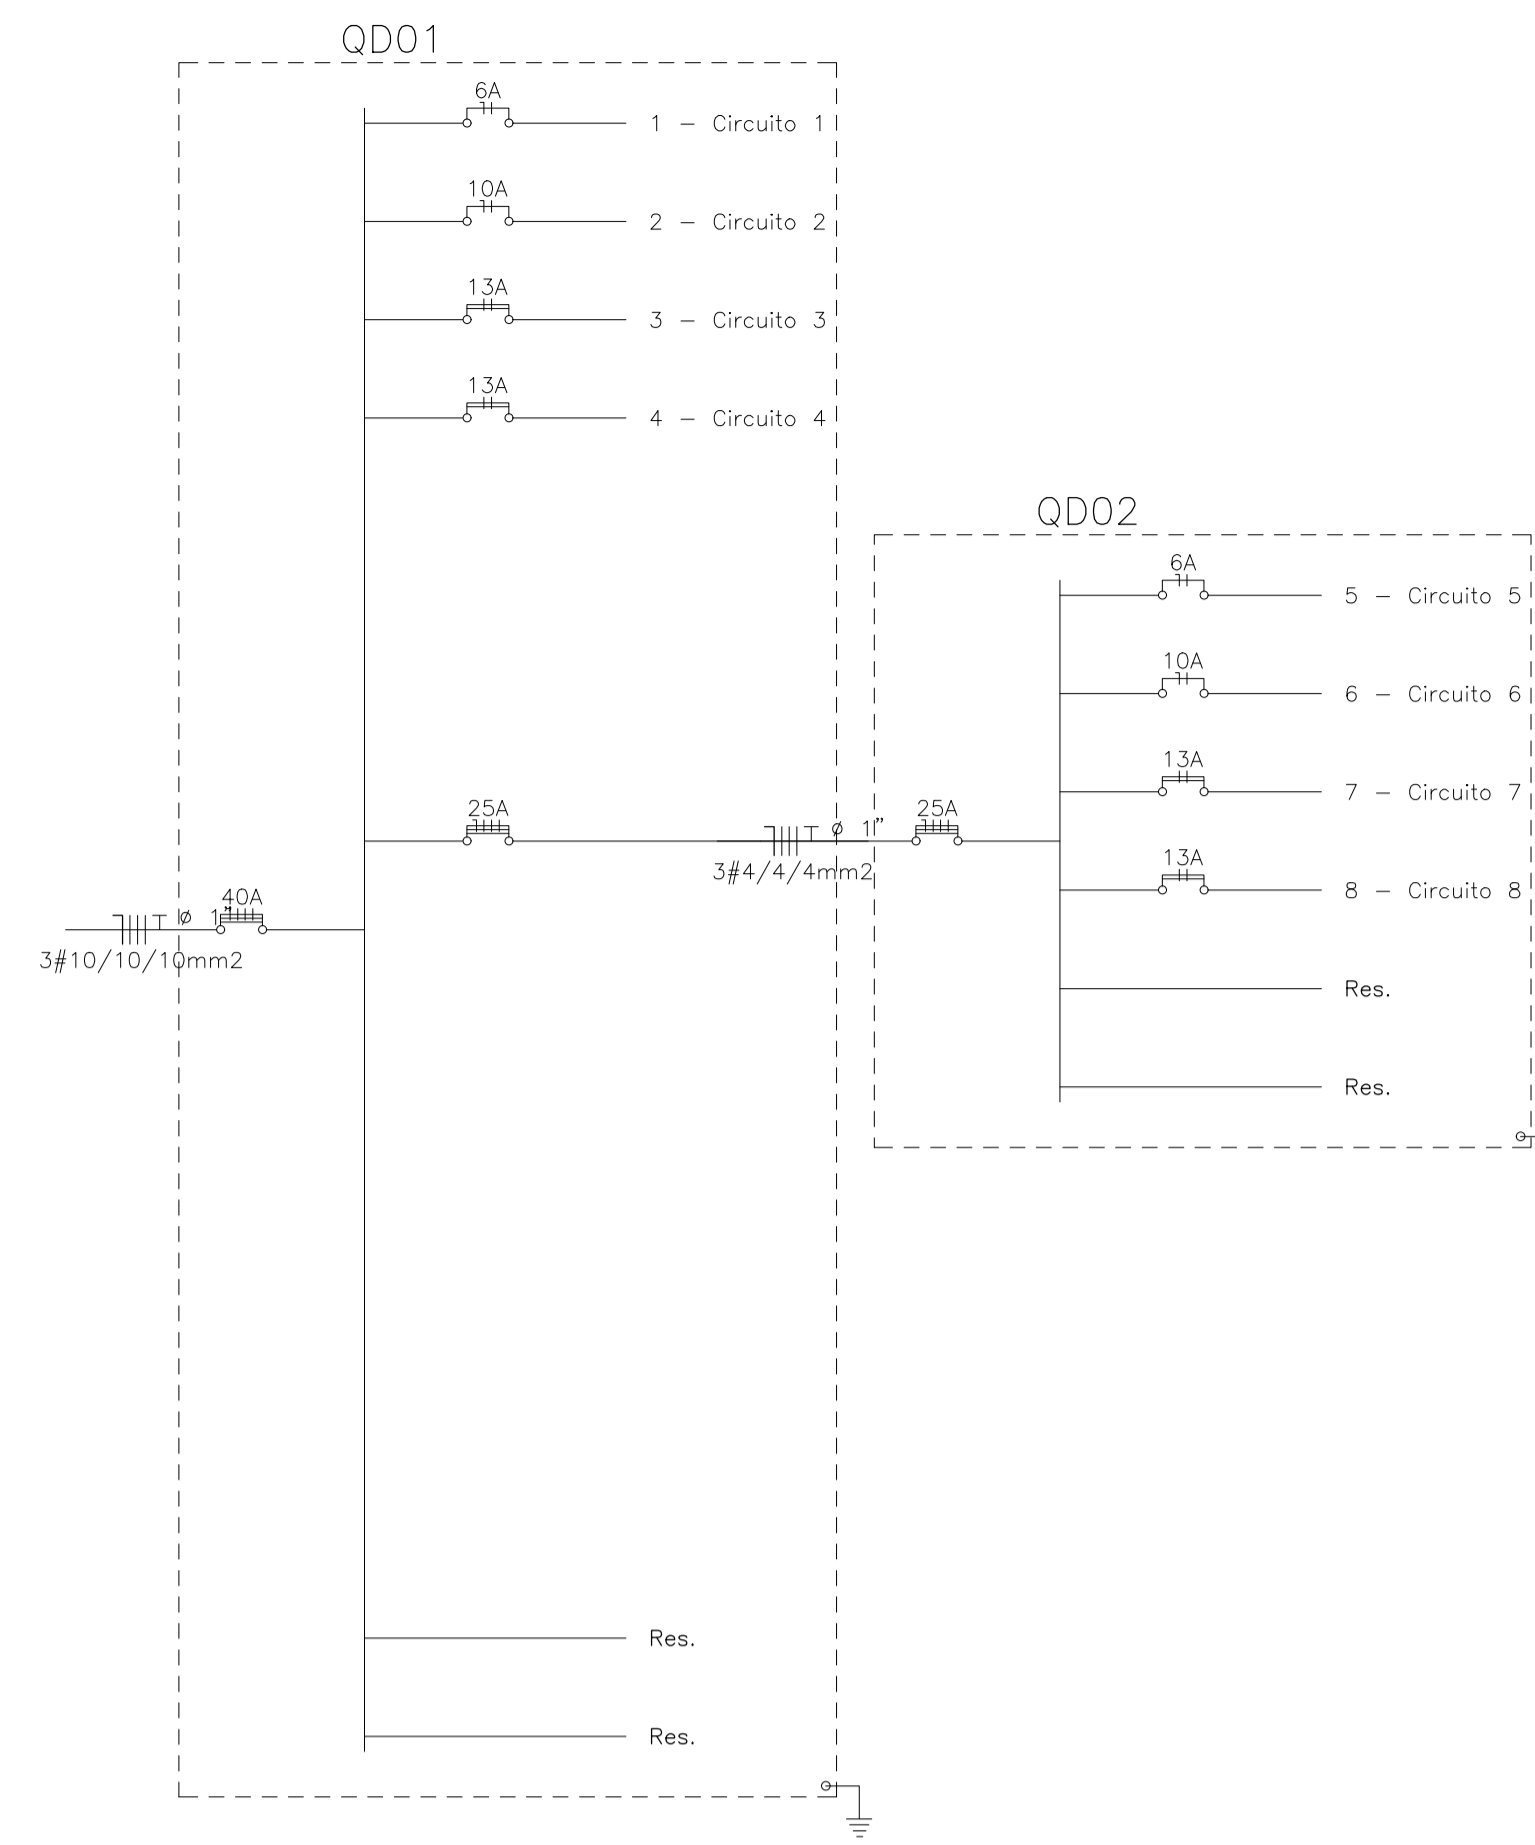 QD01
6A
1 - Circuito 1
10A
2 - Circuito 2
13A
3 - Circuito 3
13A
4 - Circuito 4
25A
3#4/4/4mm2
ø 1"
40A
ø 1"
3#10/10/10mm2
Res.
Res.
QD02
6A
5 - Circuito 5
10A
6 - Circuito 6
13A
7 - Circuito 7
25A
13A
8 - Circuito 8
Res.
Res.